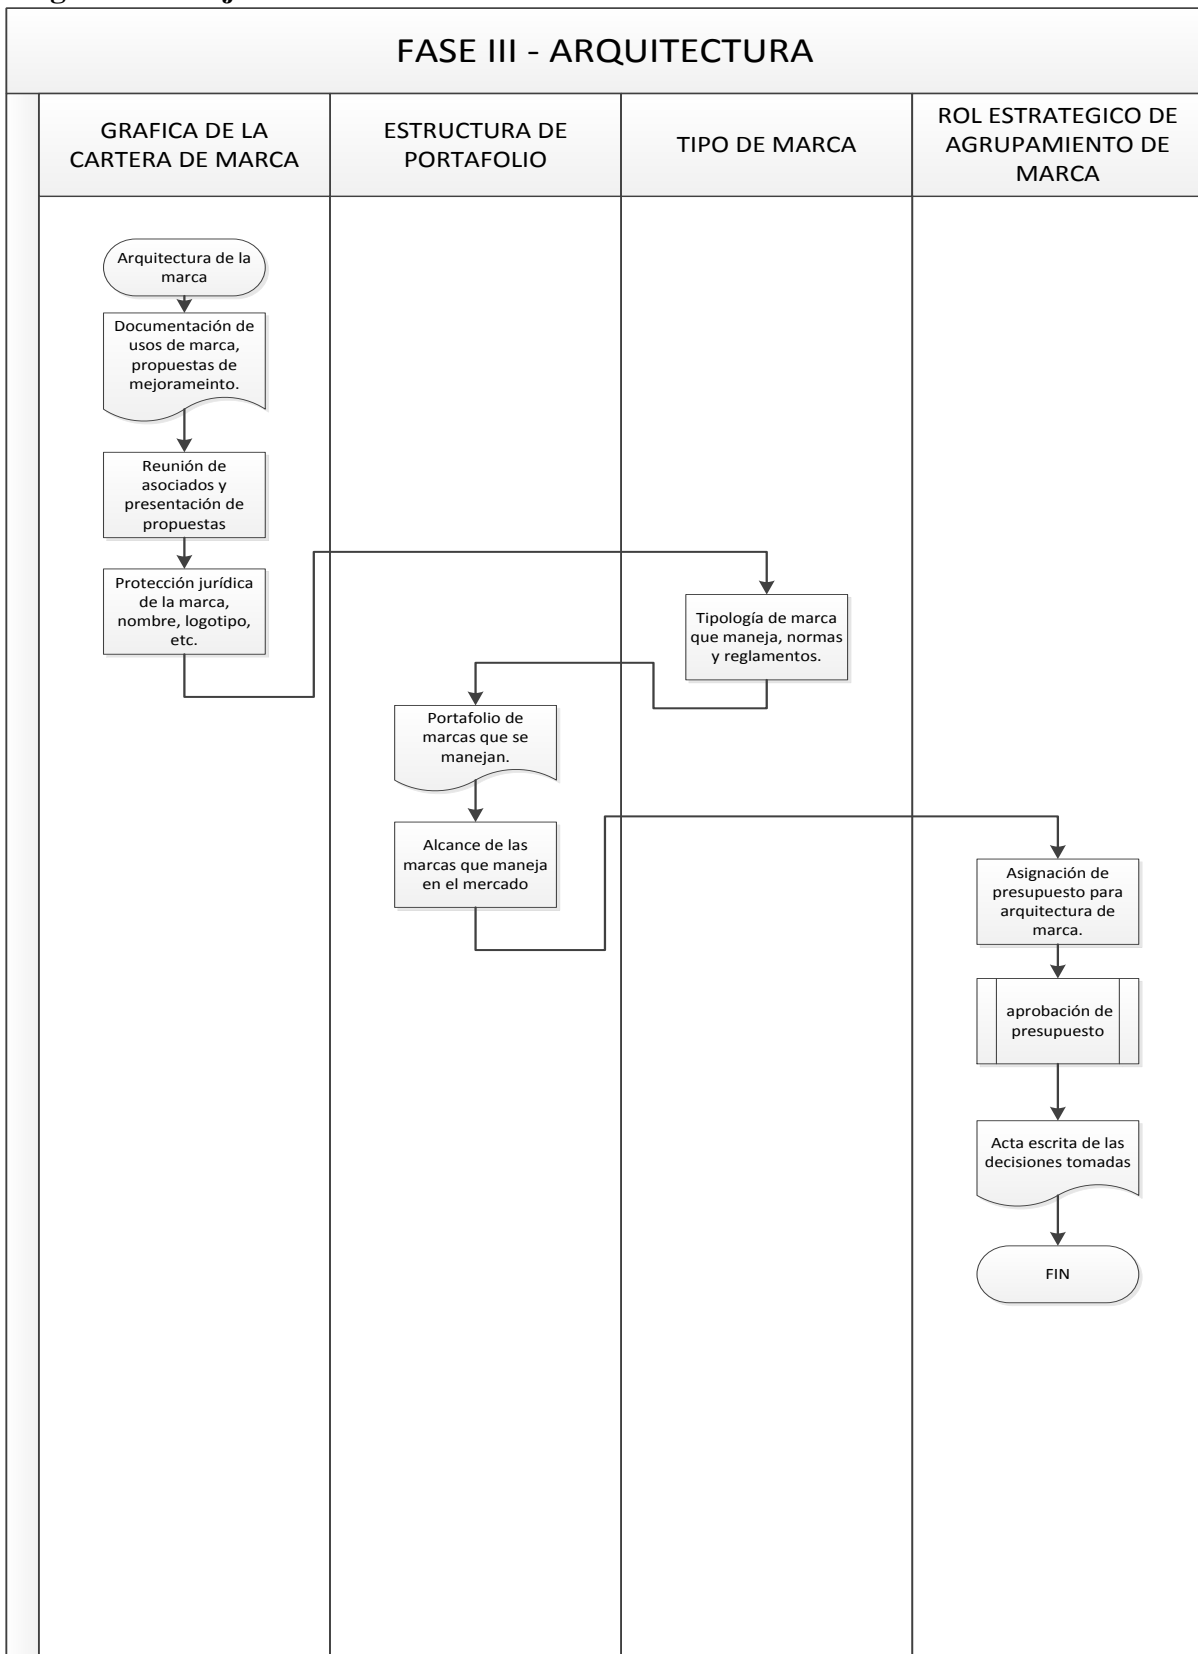 FASE III - ARQUITECTURA
GRAFICA DE LA
CARTERA DE MARCA
ESTRUCTURA DE
PORTAFOLIO
TIPO DE MARCA
ROL ESTRATEGICO DE
AGRUPAMIENTO DE
MARCA
Arquitectura de la
marca
Documentación de
usos de marca,
propuestas de
mejorameinto.
Reunión de
asociados y
presentación de
propuestas
Protección jurídica
de la marca,
nombre, logotipo,
etc.
Tipología de marca
que maneja, normas
y reglamentos.
Portafolio de
marcas que se
manejan.
Alcance de las
marcas que maneja
en el mercado
Asignación de
presupuesto para
arquitectura de
marca.
aprobación de
presupuesto
Acta escrita de las
decisiones tomadas
FIN